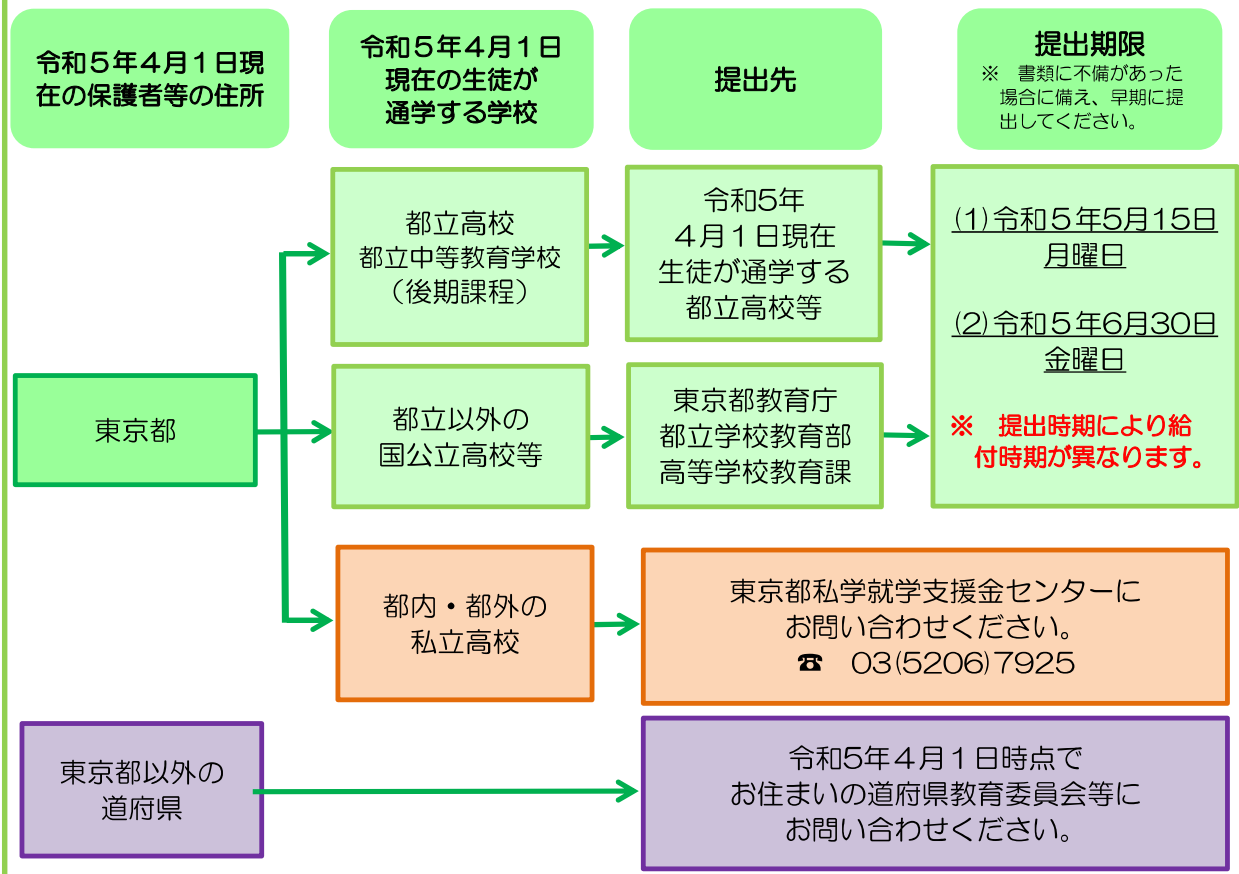 令和５年４月１日現
在の保護者等の住所
令和５年４月１日
現在の生徒が
通学する学校
提出先
提出期限
※　書類に不備があった
場合に備え、早期に提
出してください。
東京都
都立高校
都立中等教育学校
（後期課程）
令和5年
４月１日現在
生徒が通学する
都立高校等
(1)令和５年5月15日
月曜日
(2)令和５年6月30日
金曜日
※　提出時期により給
付時期が異なります。
都立以外の
国公立高校等
東京都教育庁
都立学校教育部
高等学校教育課
都内・都外の
私立高校
東京都私学就学支援金センターに
お問い合わせください。
☎　03(5206)7925
東京都以外の
道府県
令和5年４月１日時点で
お住まいの道府県教育委員会等に
お問い合わせください。